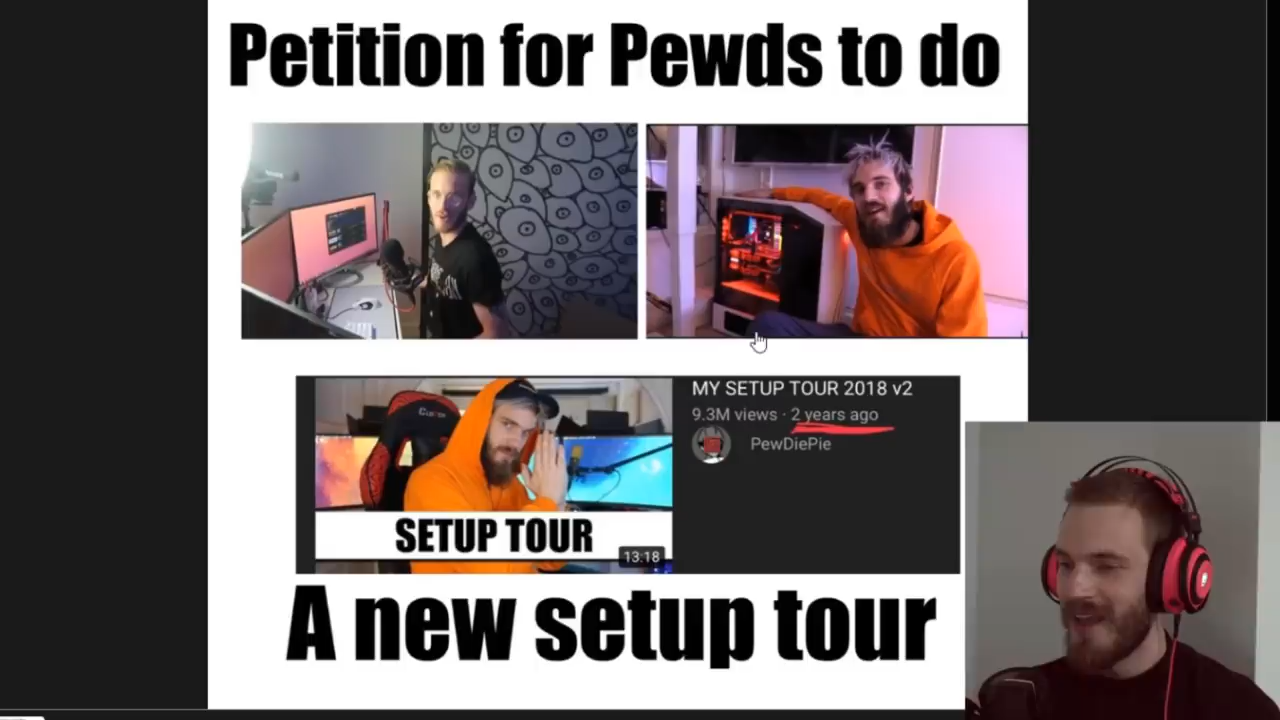 Petition for Pewds to do
MY SETUP TOUR 2018 v2
9.3M views · 2 years ago
PewDiePie
SETUP TOUR
13:18
A new setup tour